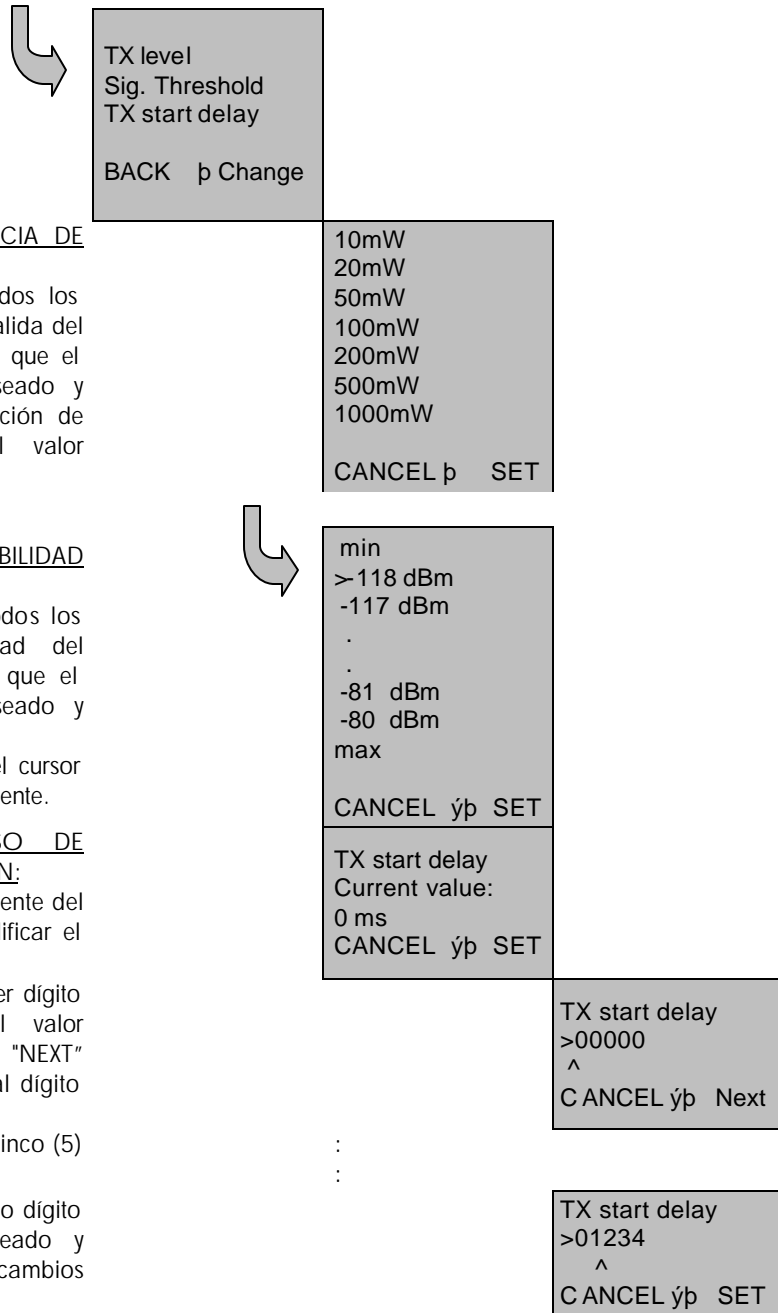 TX level
Sig. Threshold
TX start delay
BACK þ Change
CIA DE
dos los
alida del
que el
seado y
ción de
l valor
10mW
20mW
50mW
100mW
200mW
500mW
1000mW
CANCEL þ SET
BILIDAD
odos los
ad del
que el
seado y
el cursor
ente.
min
>-118 dBm
-117 dBm
.
.
-81 dBm
-80 dBm
max
CANCEL ýþ SET
SO DE
N:
ente del
ificar el
TX start delay
Current value:
0 ms
CANCEL ýþ SET
er dígito
l valor
"NEXT”
al dígito
inco (5)
TX start delay
>00000
^
C ANCEL ýþ Next
:
:
o dígito
eado y
cambios
TX start delay
>01234
^
C ANCEL ýþ SET